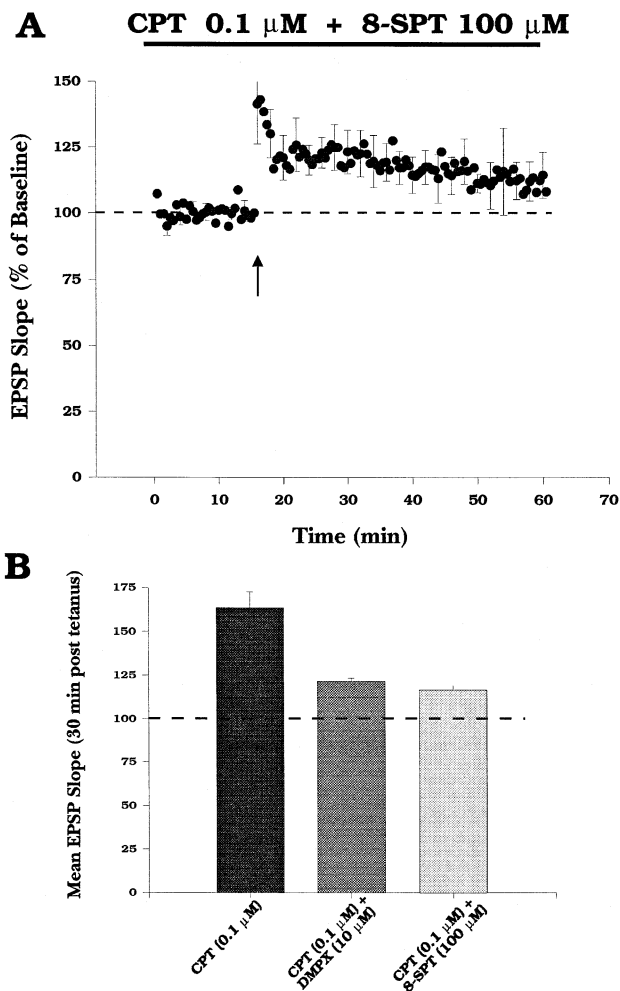 A
CPT 0.1 μM + 8-SPT 100 μM
EPSP Slope (% of Baseline)
150
125
100
75
50
25
0
0 10 20 30 40 50 60 70
Time (min)
B
Mean EPSP Slope (30 min post tetanus)
175
150
125
100
75
50
25
0
CPT (0.1 μM)
CPT (0.1 μM) +
DMPX (10 μM)
CPT (0.1 μM) +
8-SPT (100 μM)